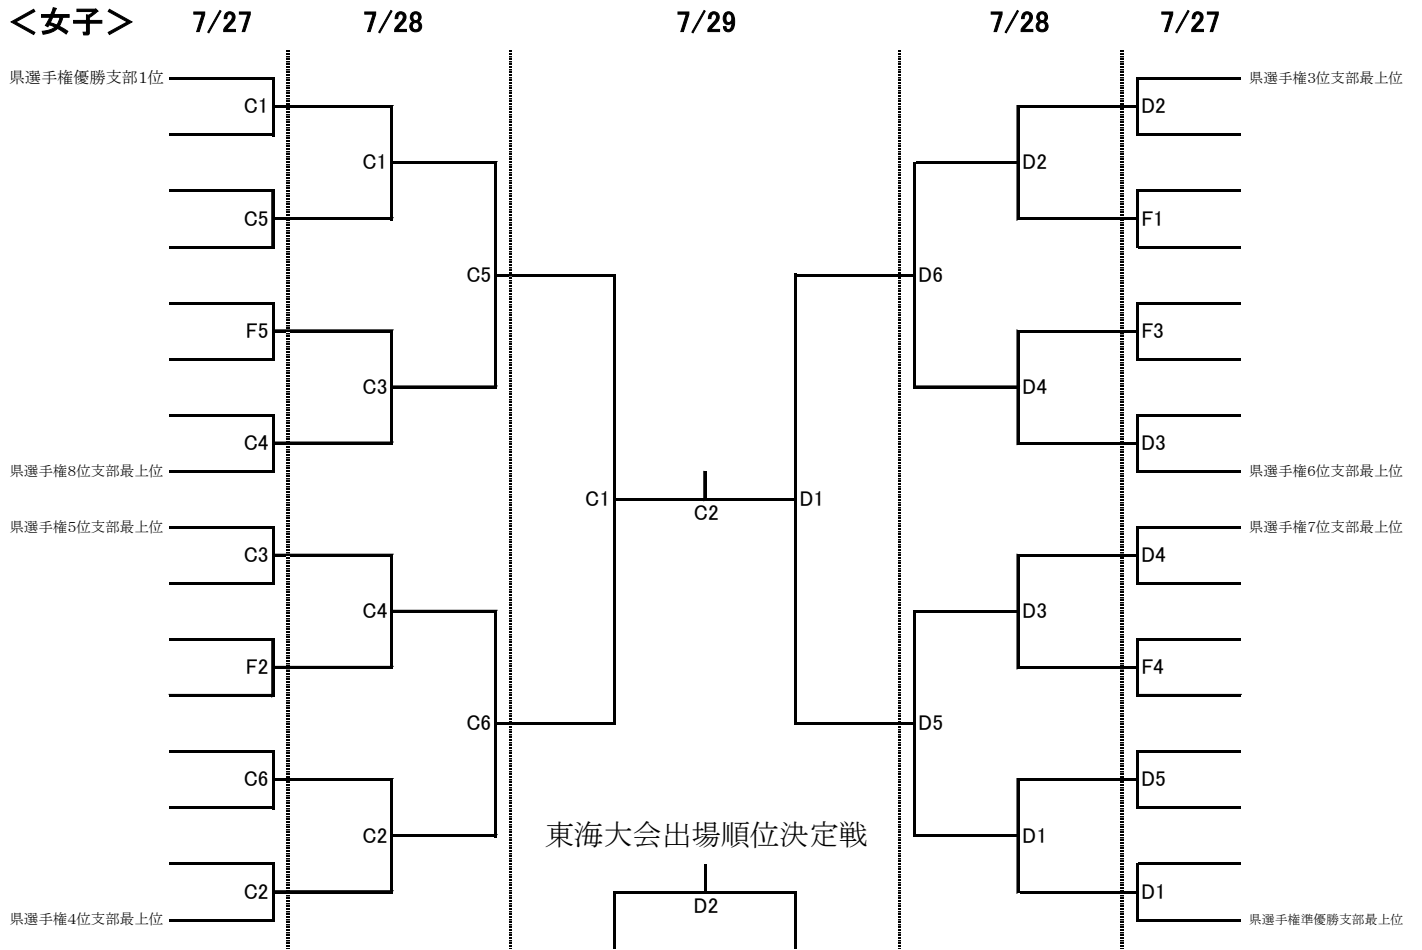 ＜女子＞ 7/27 7/28 7/29 7/28 7/27
県選手権優勝支部1位 県選手権3位支部最上位
C1 D2
C1 D2
C5 F1
C5 D6
F5 F3
C3 D4
C4 D3
県選手権8位支部最上位 県選手権6位支部最上位
C1 D1
C2
県選手権5位支部最上位 県選手権7位支部最上位
C3 D4
C4 D3
F2 F4
C6 D5
C6 D5
東海大会出場順位決定戦
C2 D1
C2 D1
D2
県選手権4位支部最上位 県選手権準優勝支部最上位